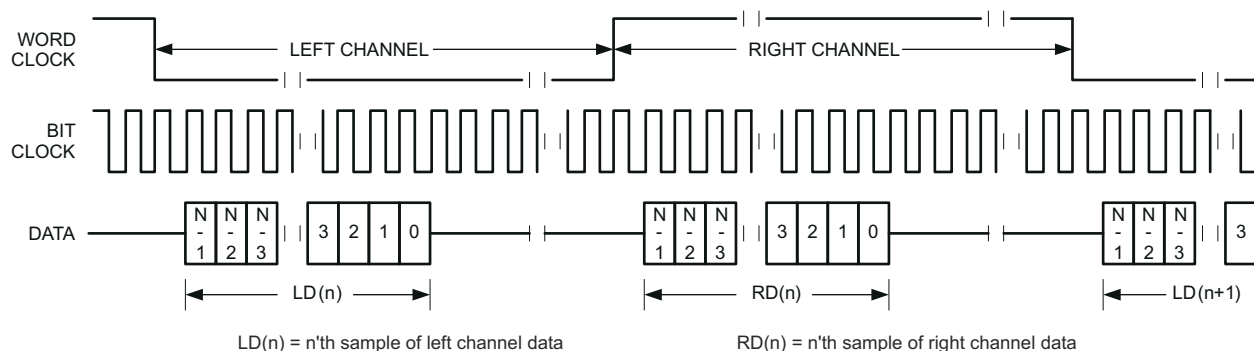 WORD
CLOCK
LEFT CHANNEL
RIGHT CHANNEL
BIT
CLOCK
DATA
N
-
1
N
-
2
N
-
3
3
2
1
0
N
-
1
N
-
2
N
-
3
3
2
1
0
N
-
1
N
-
2
N
-
3
3
LD(n)
RD(n)
LD(n+1)
LD(n) = n'th sample of left channel data
RD(n) = n'th sample of right channel data